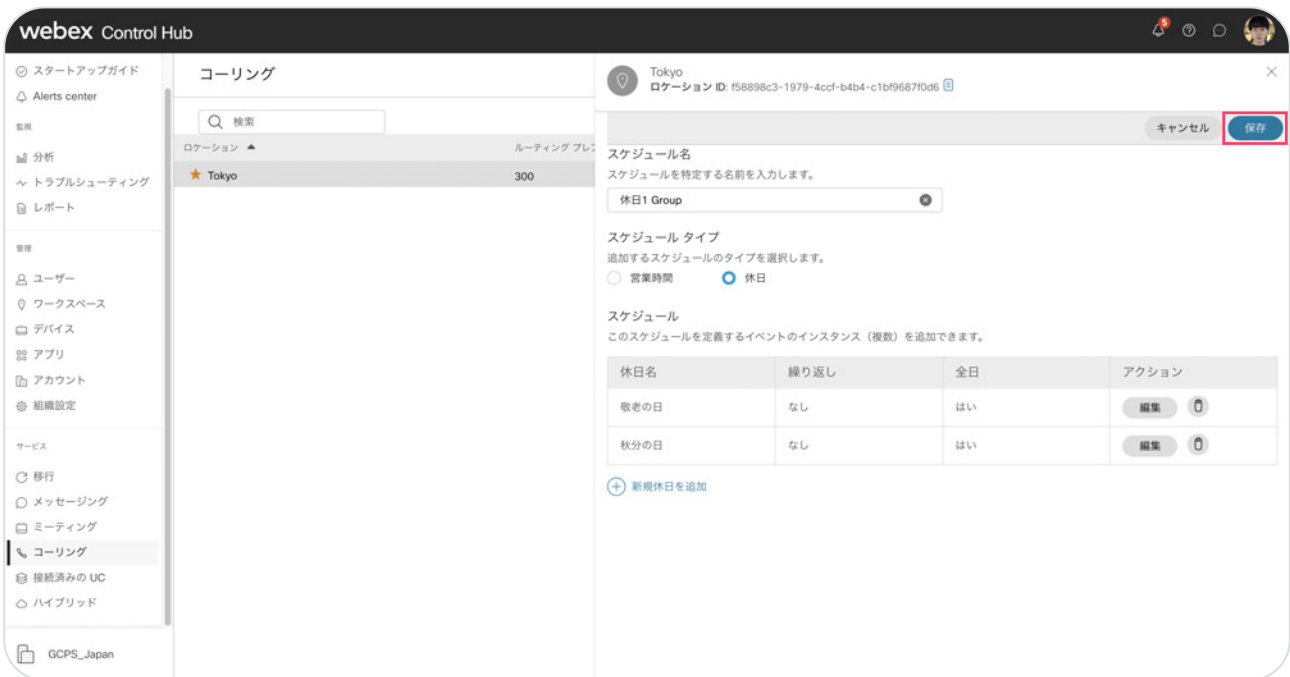 webex Control Hub
5
スタートアップガイド
Alerts center
監視
分析
トラブルシューティング
レポート
管理
ユーザー
ワークスペース
デバイス
アプリ
アカウント
組織設定
サービス
移行
メッセージング
ミーティング
コーリング
接続済みの UC
ハイブリッド
GCPS_Japan
コーリング
検索
ロケーション ルーティング プレフ
Tokyo 300
Tokyo
ロケーション ID: f58898c3-1979-4ccf-b4b4-c1bf9687f0d6
キャンセル 保存
スケジュール名
スケジュールを特定する名前を入力します。
休日1 Group
スケジュール タイプ
追加するスケジュールのタイプを選択します。
営業時間 休日
スケジュール
このスケジュールを定義するイベントのインスタンス（複数）を追加できます。
休日名 繰り返し 全日 アクション
敬老の日 なし はい 編集
秋分の日 なし はい 編集
新規休日を追加